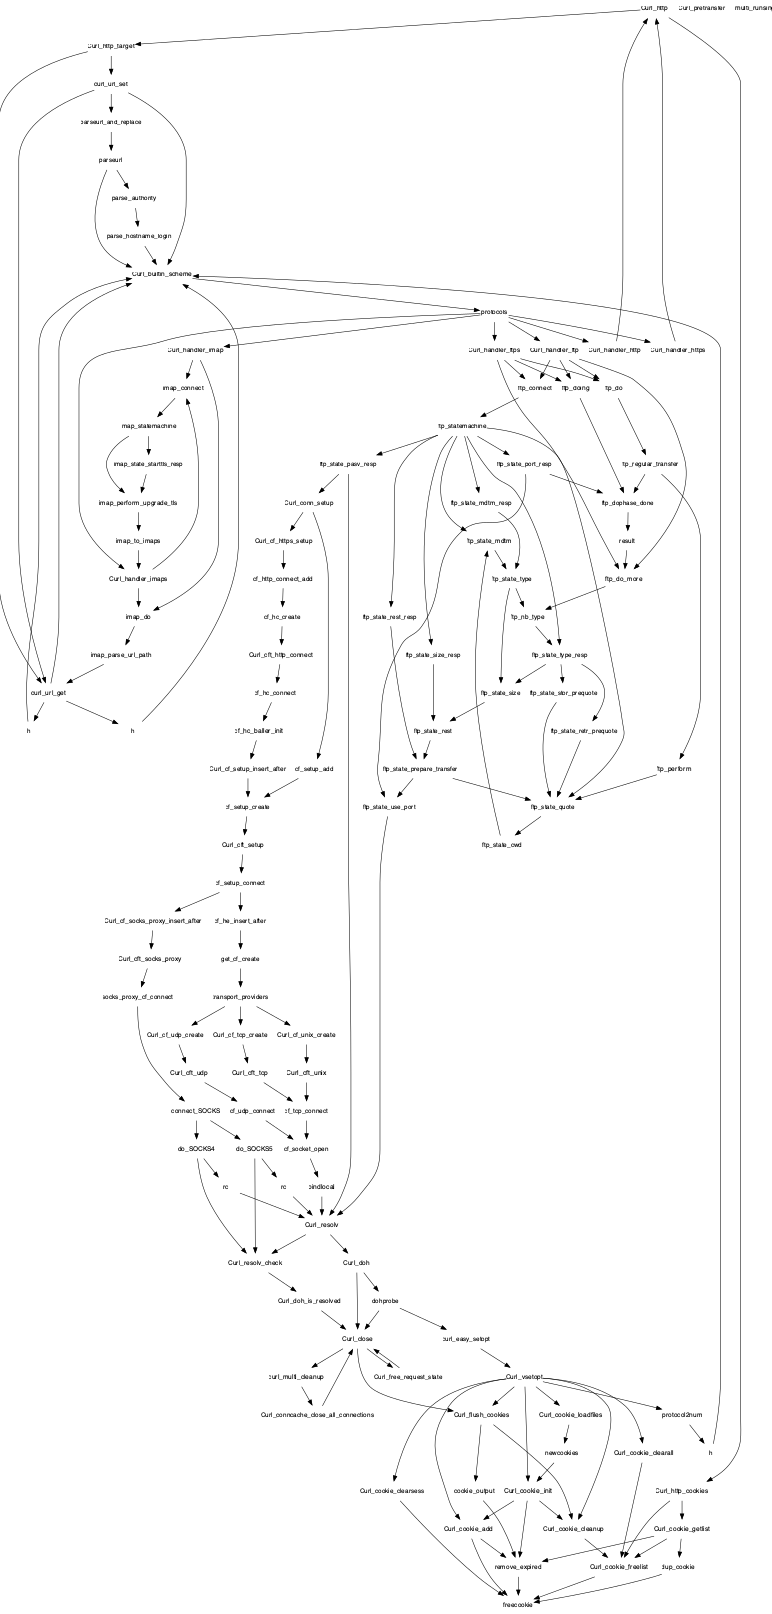 Curl_http Curl_pretransfer multi_runsing
Curl_http_target
curl_url_set
parseurl_and_replace
parseurl
parse_authority
parse_hostname_login
Curl_builtin_scheme
protocols
Curl_handler_imap Curl_handler_ftps Curl_handler_ftp Curl_handler_http Curl_handler_https
imap_connect ftp_connect ftp_doing ftp_do
imap_statemachine ftp_statemachine
imap_state_starttls_resp ftp_state_pasv_resp ftp_state_port_resp ftp_regular_transfer
imap_perform_upgrade_tls Curl_conn_setup ftp_state_mdtm_resp ftp_dophase_done
imap_to_imaps Curl_cf_https_setup ftp_state_mdtm result
Curl_handler_imaps cf_http_connect_add ftp_state_type ftp_do_more
imap_do cf_hc_create ftp_state_rest_resp ftp_nb_type
imap_parse_url_path Curl_cft_http_connect ftp_state_size_resp ftp_state_type_resp
curl_url_get cf_hc_connect ftp_state_size ftp_state_stor_prequote
h h cf_hc_baller_init ftp_state_rest ftp_state_retr_prequote
Curl_cf_setup_insert_after cf_setup_add ftp_state_prepare_transfer ftp_perform
cf_setup_create ftp_state_use_port ftp_state_quote
Curl_cft_setup ftp_state_cwd
cf_setup_connect
Curl_cf_socks_proxy_insert_after cf_he_insert_after
Curl_cft_socks_proxy get_cf_create
socks_proxy_cf_connect transport_providers
Curl_cf_udp_create Curl_cf_tcp_create Curl_cf_unix_create
Curl_cft_udp Curl_cft_tcp Curl_cft_unix
connect_SOCKS cf_udp_connect cf_tcp_connect
do_SOCKS4 do_SOCKS5 cf_socket_open
rc rc bindlocal
Curl_resolv
Curl_resolv_check Curl_doh
Curl_doh_is_resolved dohprobe
Curl_close curl_easy_setopt
curl_multi_cleanup Curl_free_request_state Curl_vsetopt
Curl_conncache_close_all_connections Curl_flush_cookies Curl_cookie_loadfiles protocol2num
newcookies Curl_cookie_clearall h
Curl_cookie_clearsess cookie_output Curl_cookie_init Curl_http_cookies
Curl_cookie_add Curl_cookie_cleanup Curl_cookie_getlist
remove_expired Curl_cookie_freelist dup_cookie
freecookie